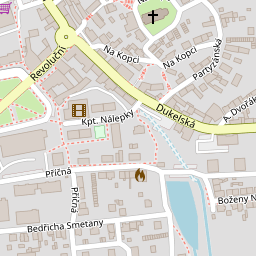 Na Kopci
Revoluční
Na Kopci
Partyzánská
Dukelská
A. Dvořák
Kpt. Nálepky
Příčná
Příčná
Boženy N
Bedřicha Smetany